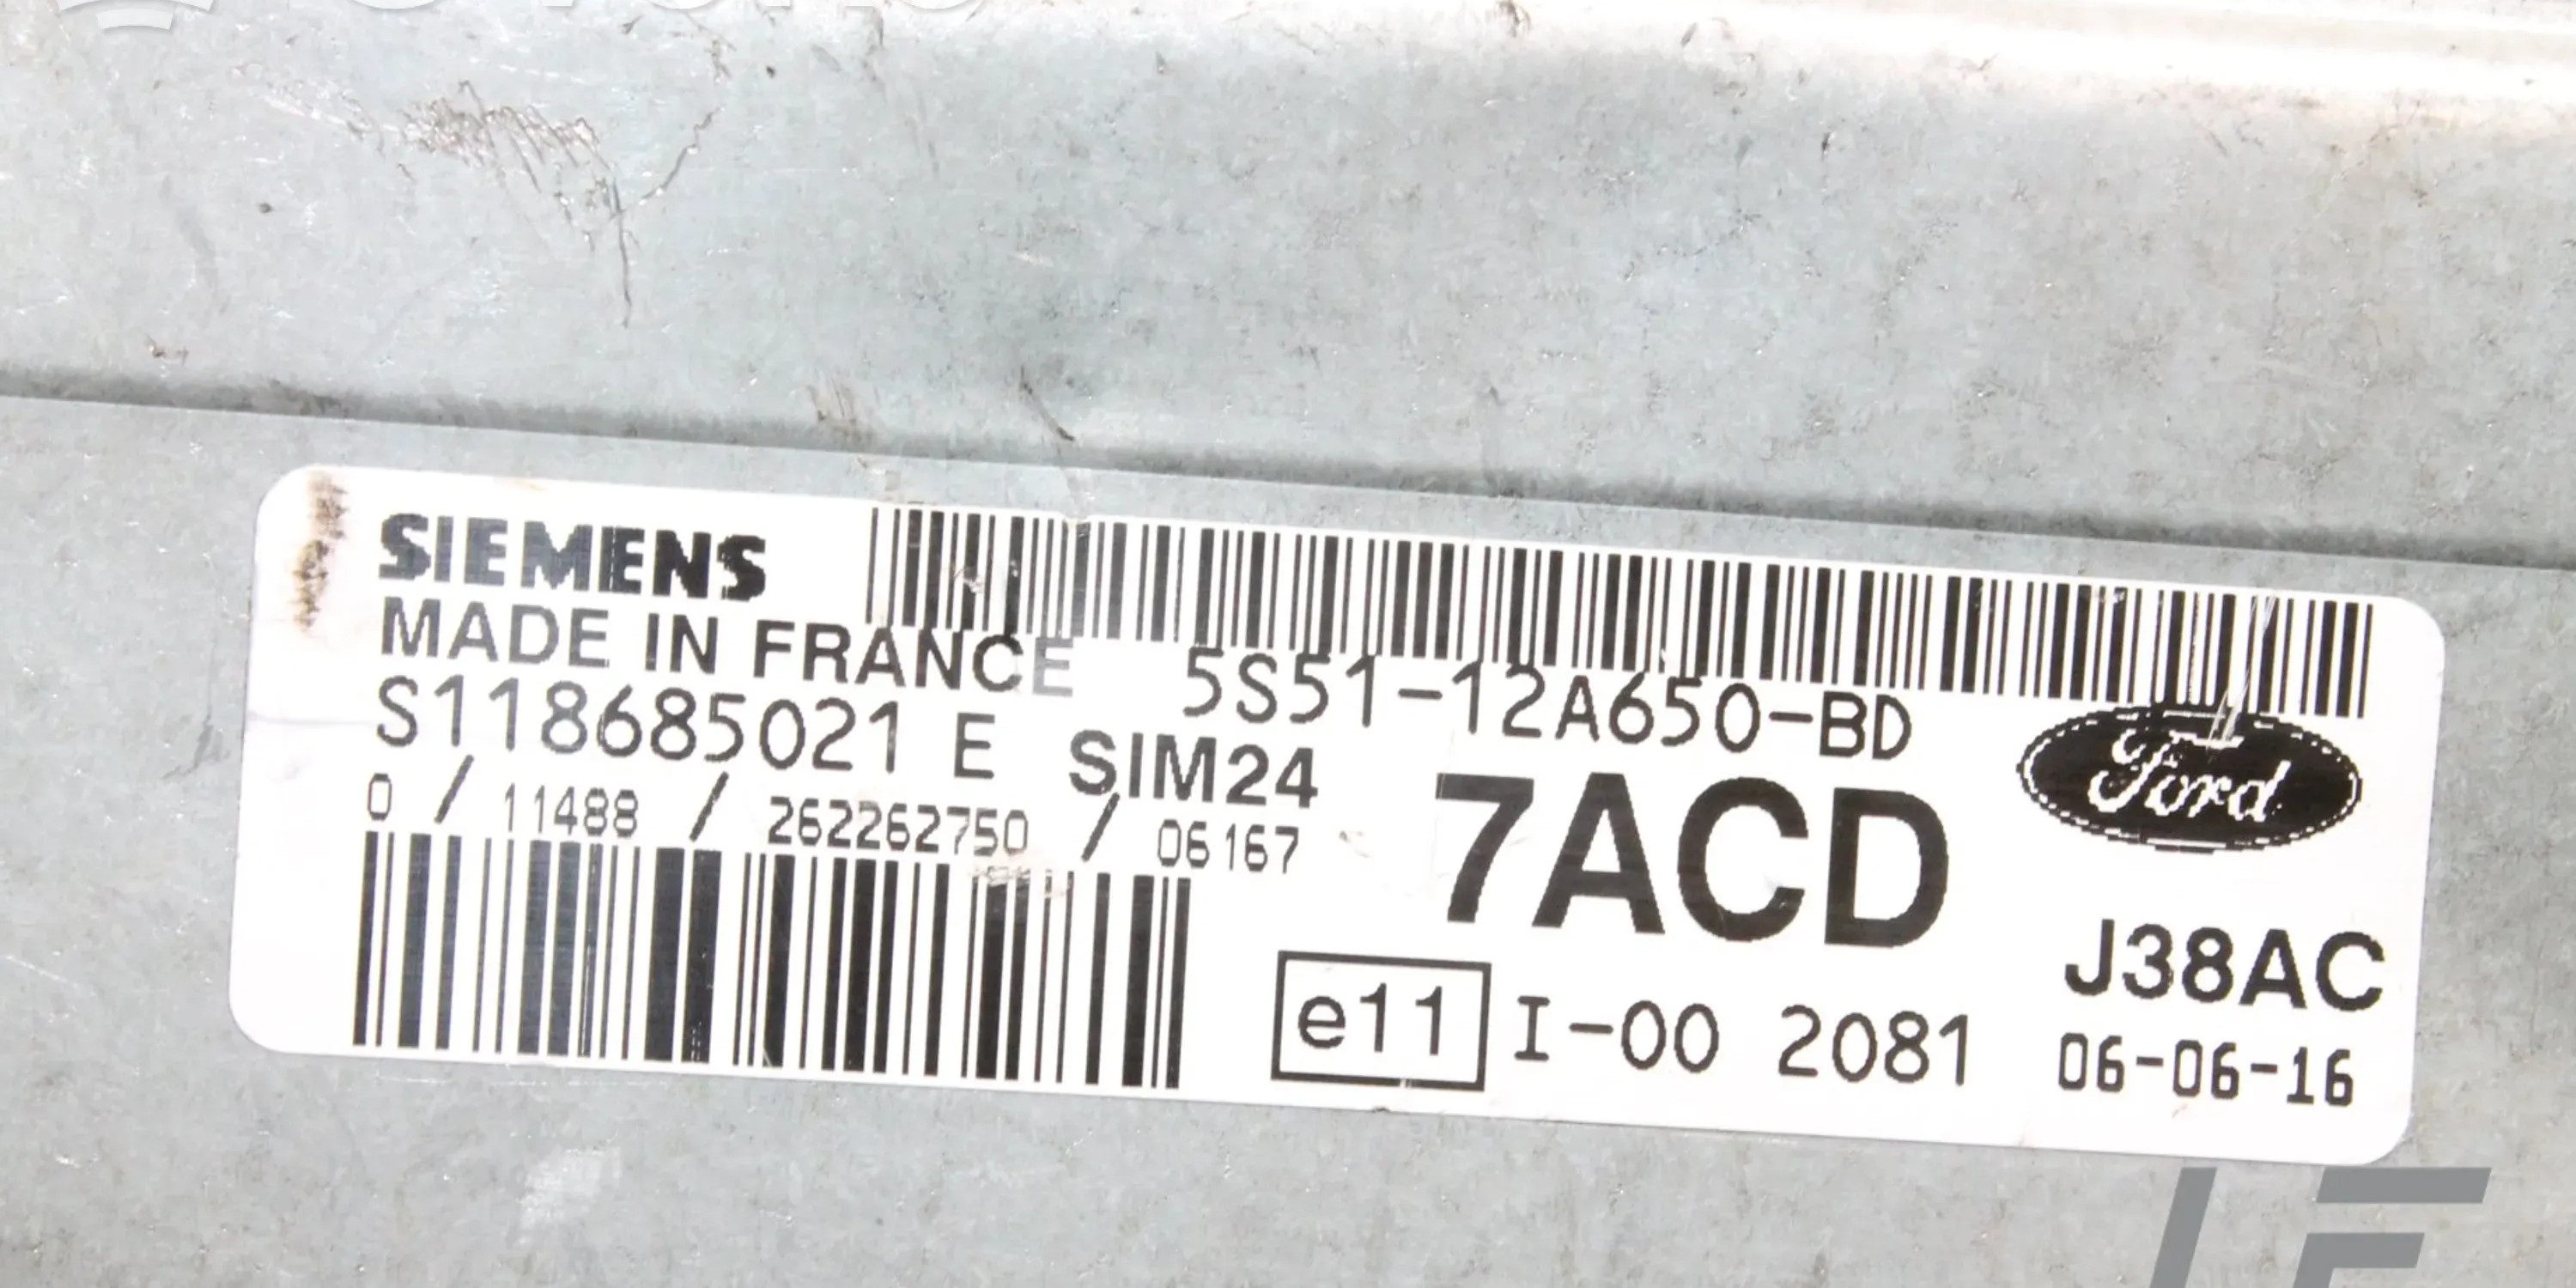 SIEMENS
MADE IN FRANCE
5S51-12A650-BD
S118685021 E SIM24
0 / 11488 / 262262750 / 06167
7ACD
Ford
J38AC
e11 I-00 2081
06-06-16